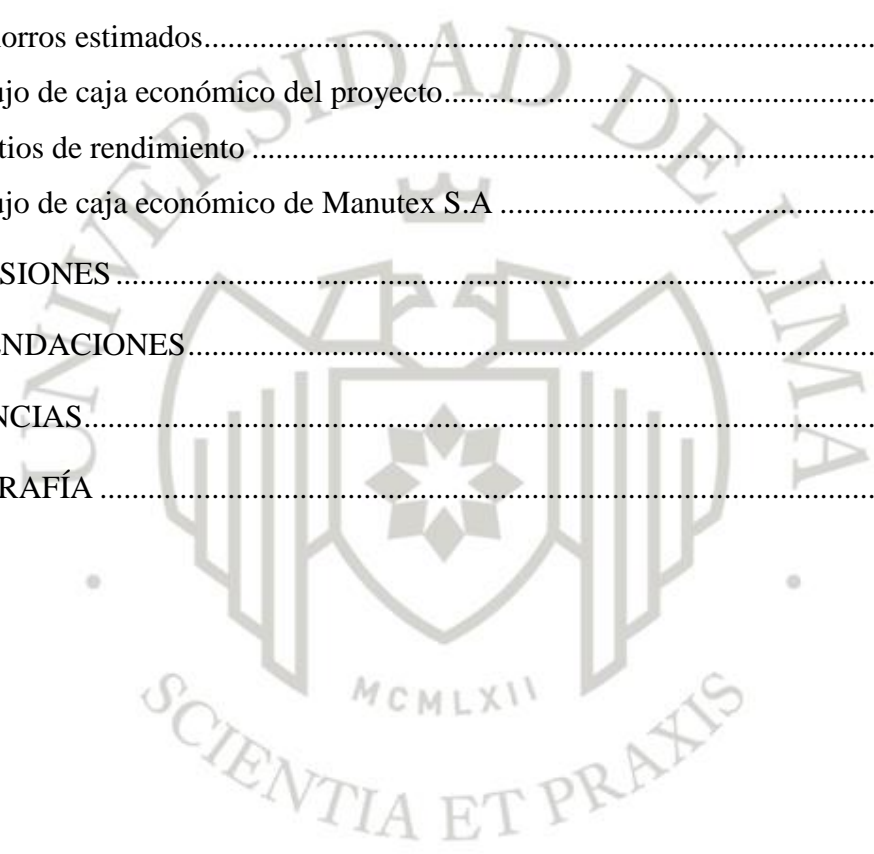 orros estimados
ujo de caja económico del proyecto
tios de rendimiento
ujo de caja económico de Manutex S.A
SIONES
ENDACIONES
NCIAS
RAFÍA
UNIVERSIDAD DE LIMA
MCMLXII
SCIENTIA ET PRAXIS